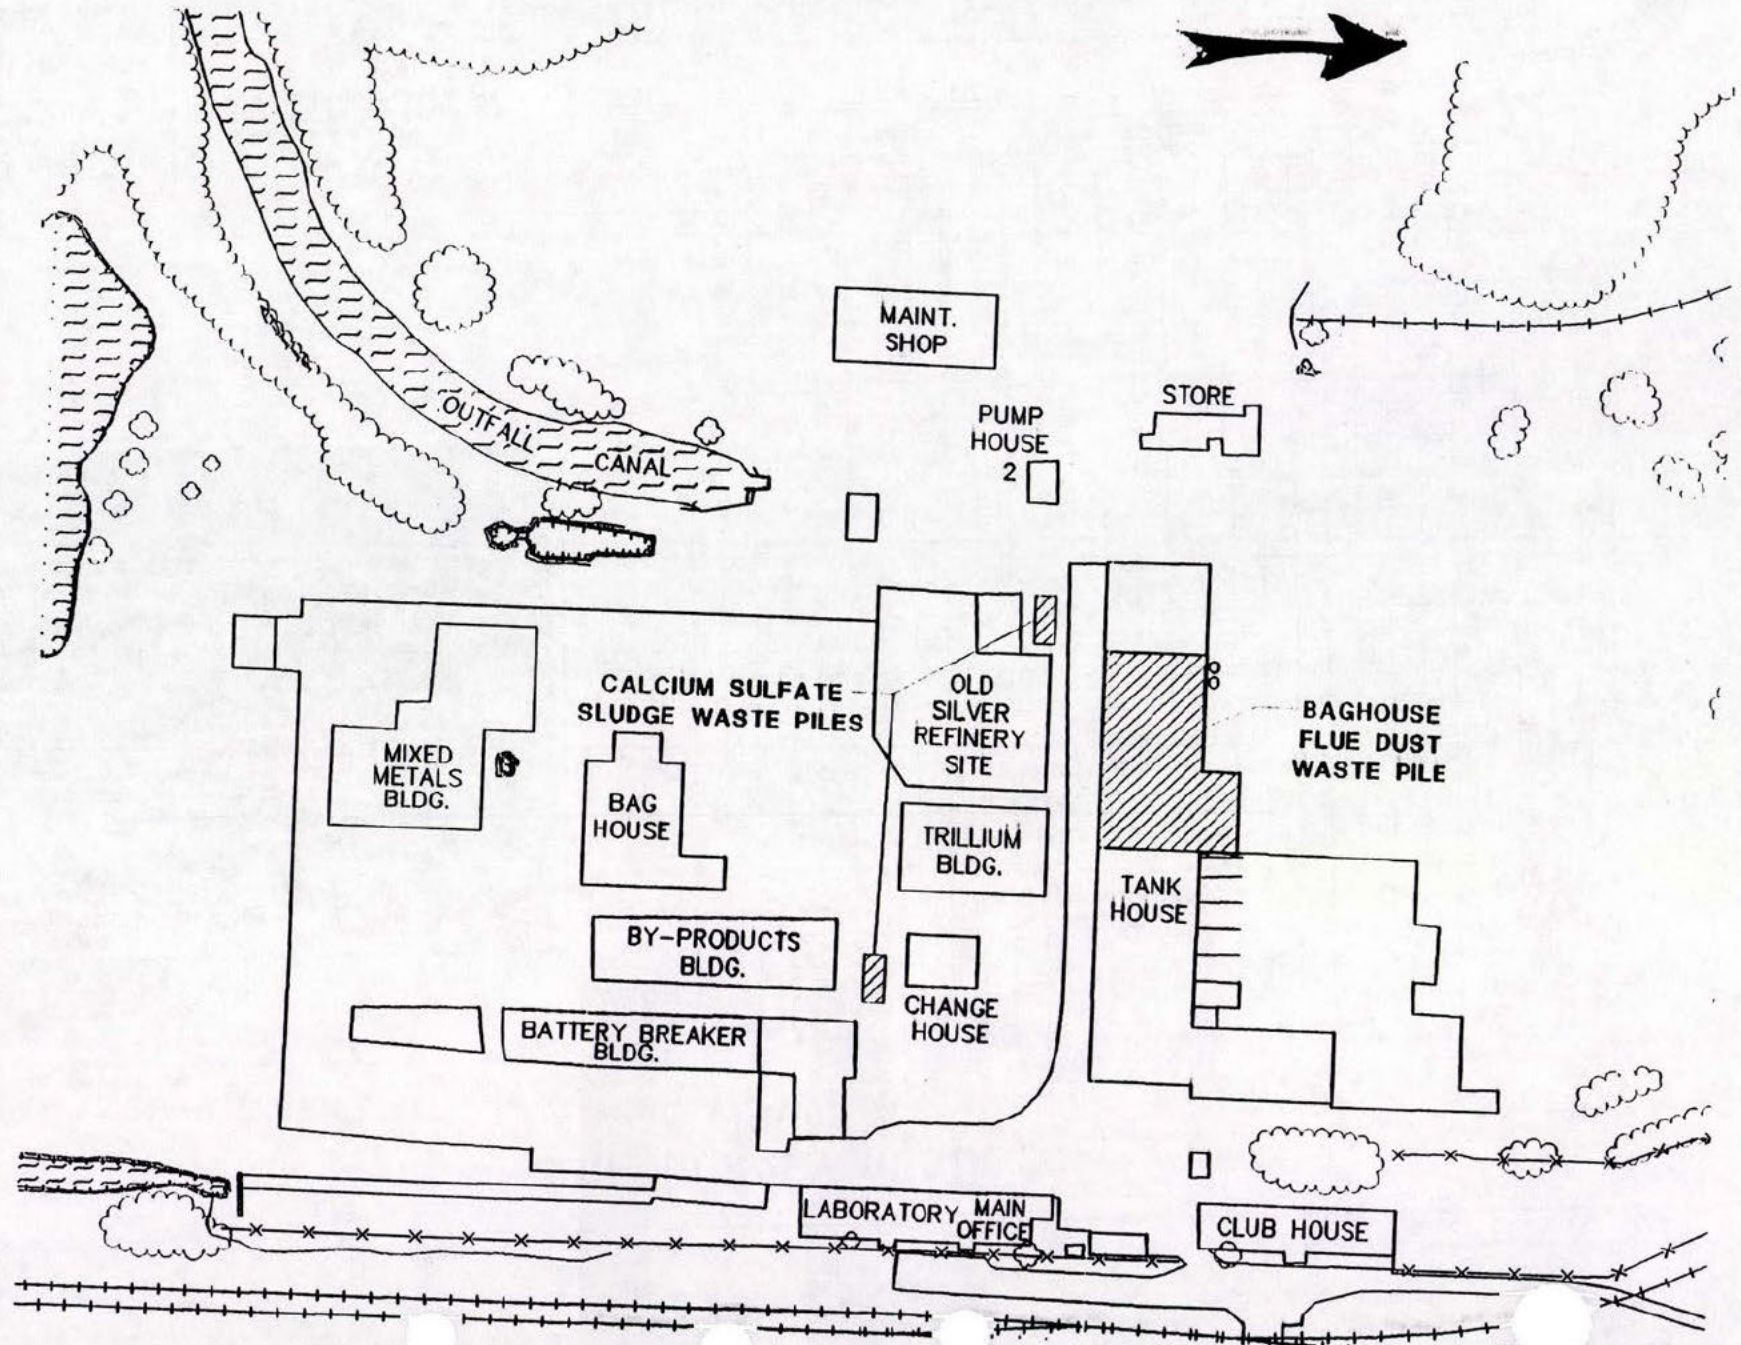 MAINT.
SHOP
STORE
PUMP
HOUSE
2
OUTFALL
CANAL
CALCIUM SULFATE
SLUDGE WASTE PILES
OLD
SILVER
REFINERY
SITE
BAGHOUSE
FLUE DUST
WASTE PILE
MIXED
METALS
BLDG.
BAG
HOUSE
TRILLIUM
BLDG.
TANK
HOUSE
BY-PRODUCTS
BLDG.
CHANGE
HOUSE
BATTERY BREAKER
BLDG.
LABORATORY
MAIN
OFFICE
CLUB HOUSE